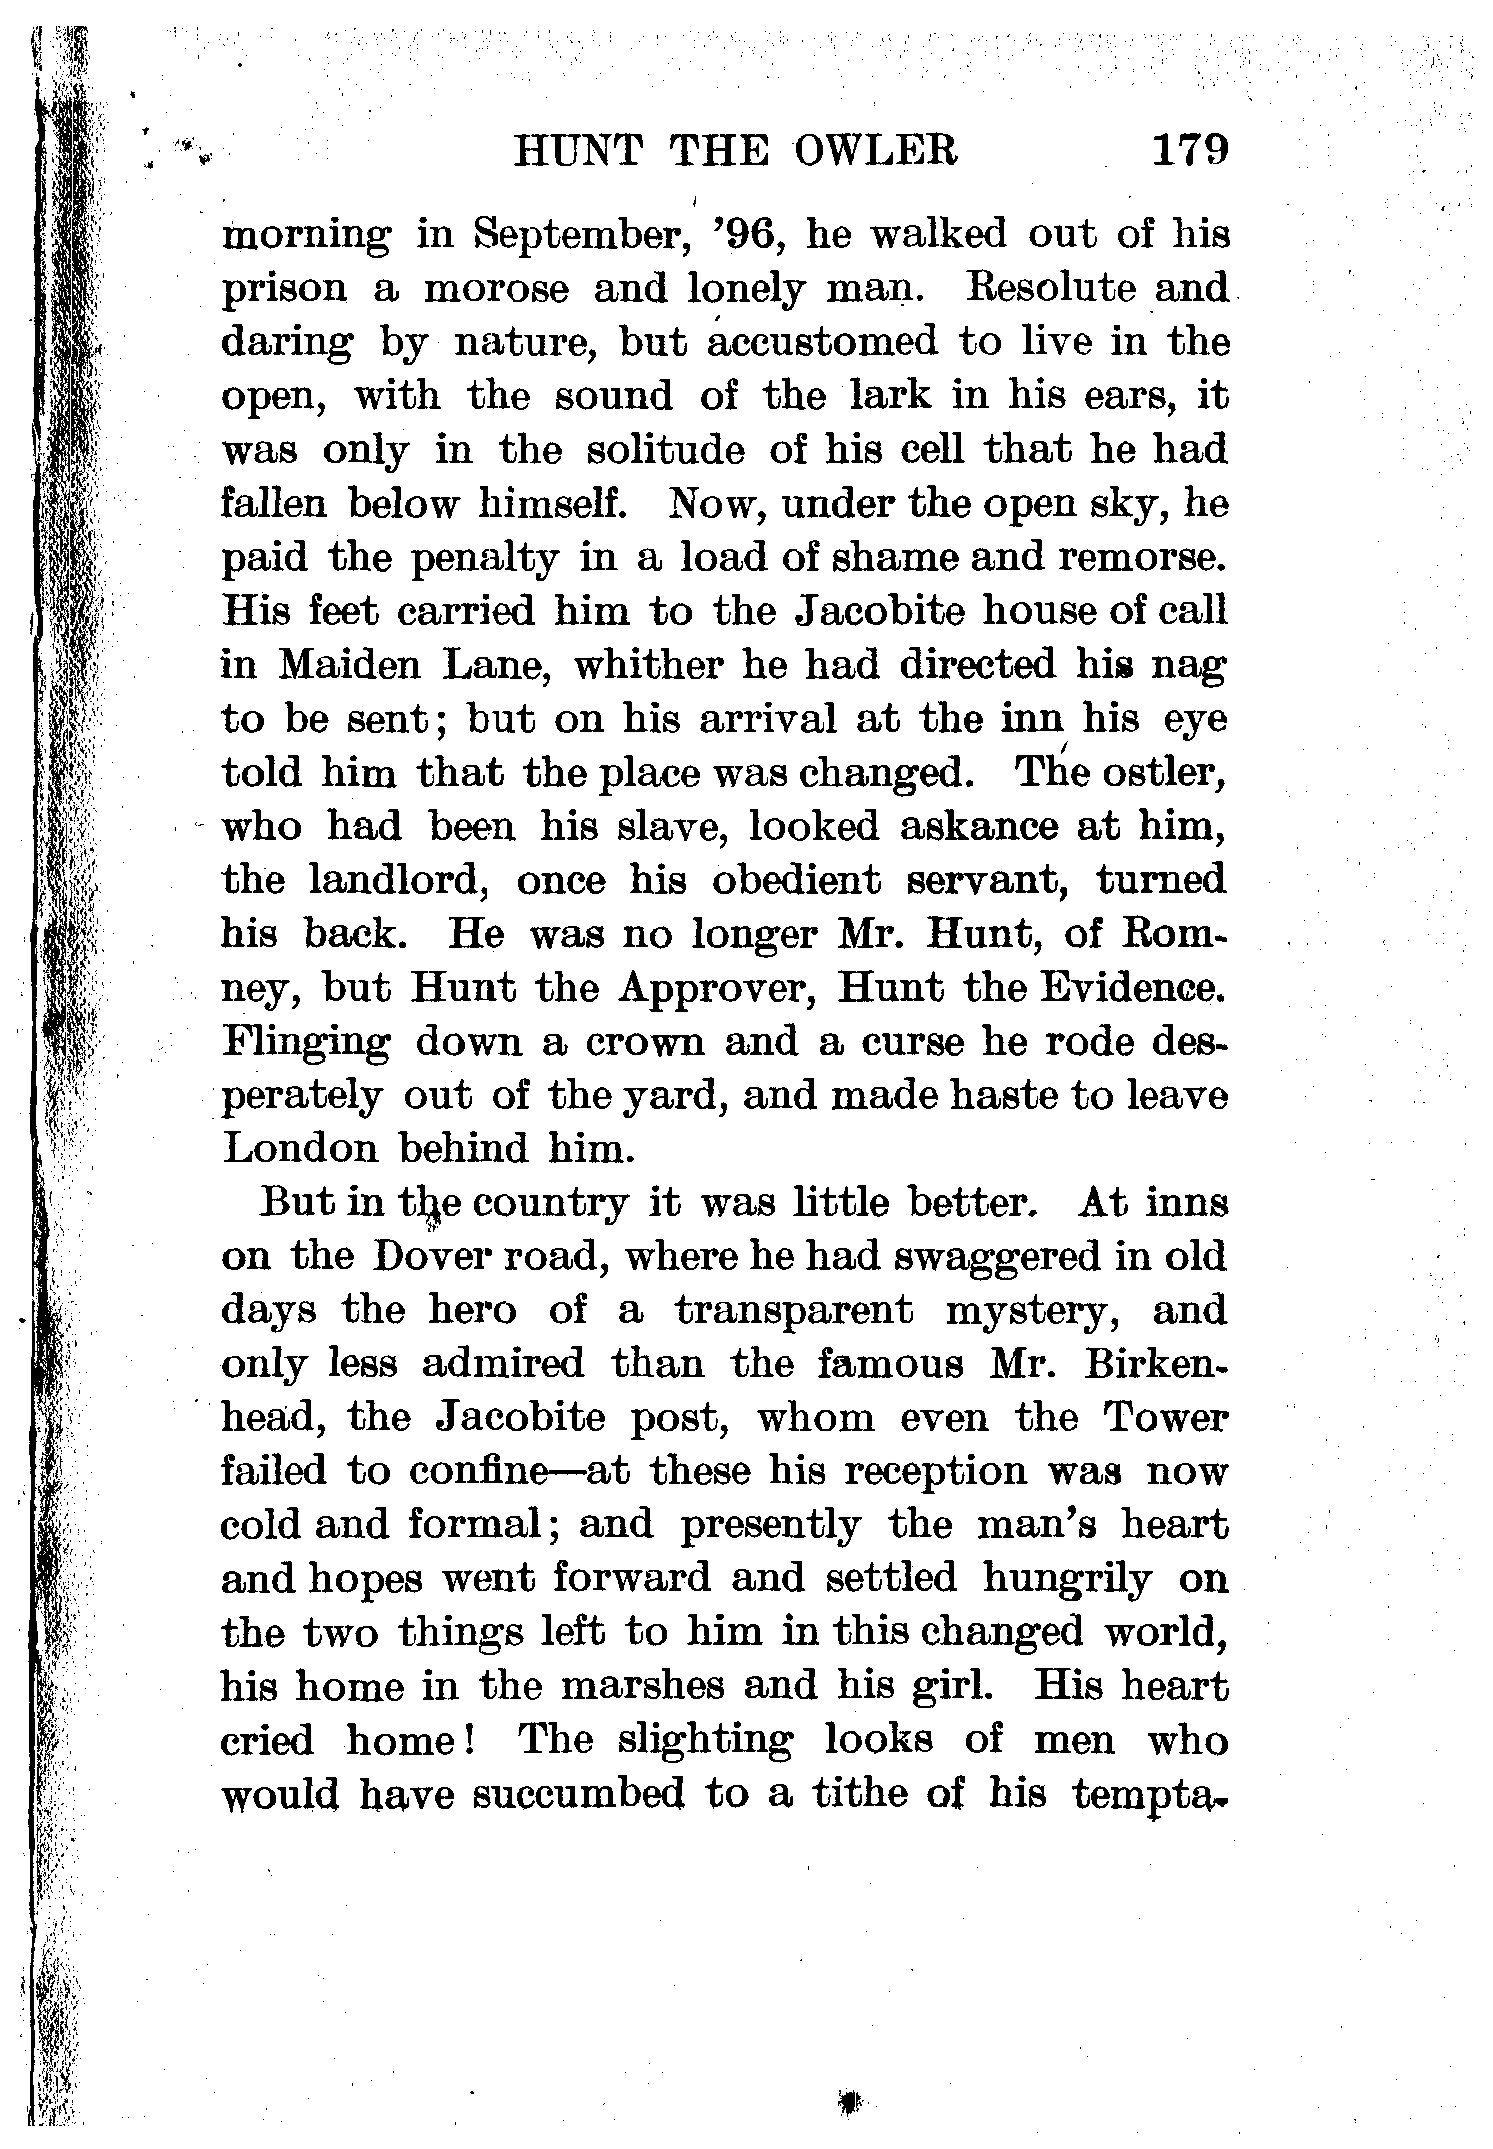 HUNT THE OWLER 179
morning in September, ’96, he walked out of his
prison a morose and lonely man. Resolute and
daring by nature, but accustomed to live in the
open, with the sound of the lark in his ears, it
was only in the solitude of his cell that he had
fallen below himself. Now, under the open sky, he
paid the penalty in a load of shame and remorse.
His feet carried him to the Jacobite house of call
in Maiden Lane, whither he had directed his nag
to be sent; but on his arrival at the inn his eye
told him that the place was changed. The ostler,
who had been his slave, looked askance at him,
the landlord, once his obedient servant, turned
his back. He was no longer Mr. Hunt, of Rom-
ney, but Hunt the Approver, Hunt the Evidence.
Flinging down a crown and a curse he rode des-
perately out of the yard, and made haste to leave
London behind him.
But in the country it was little better. At inns
on the Dover road, where he had swaggered in old
days the hero of a transparent mystery, and
only less admired than the famous Mr. Birken-
head, the Jacobite post, whom even the Tower
failed to confine—at these his reception was now
cold and formal; and presently the man’s heart
and hopes went forward and settled hungrily on
the two things left to him in this changed world,
his home in the marshes and his girl. His heart
cried home! The slighting looks of men who
would have succumbed to a tithe of his tempta-